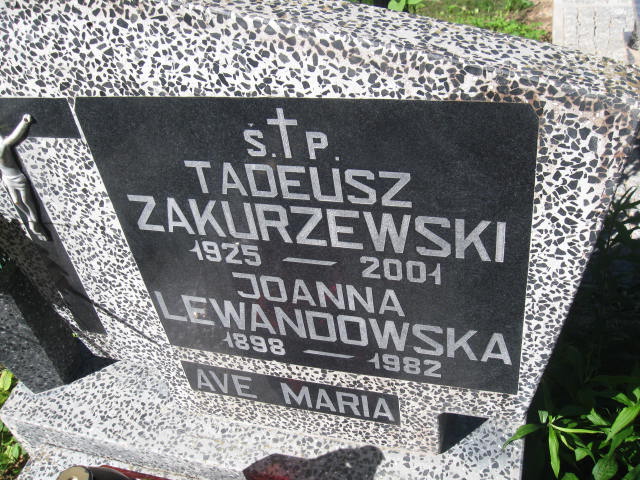 Ś.†P.
TADEUSZ
ZAKURZEWSKI
1925 — 2001
JOANNA
LEWANDOWSKA
1898 — 1982
AVE MARIA